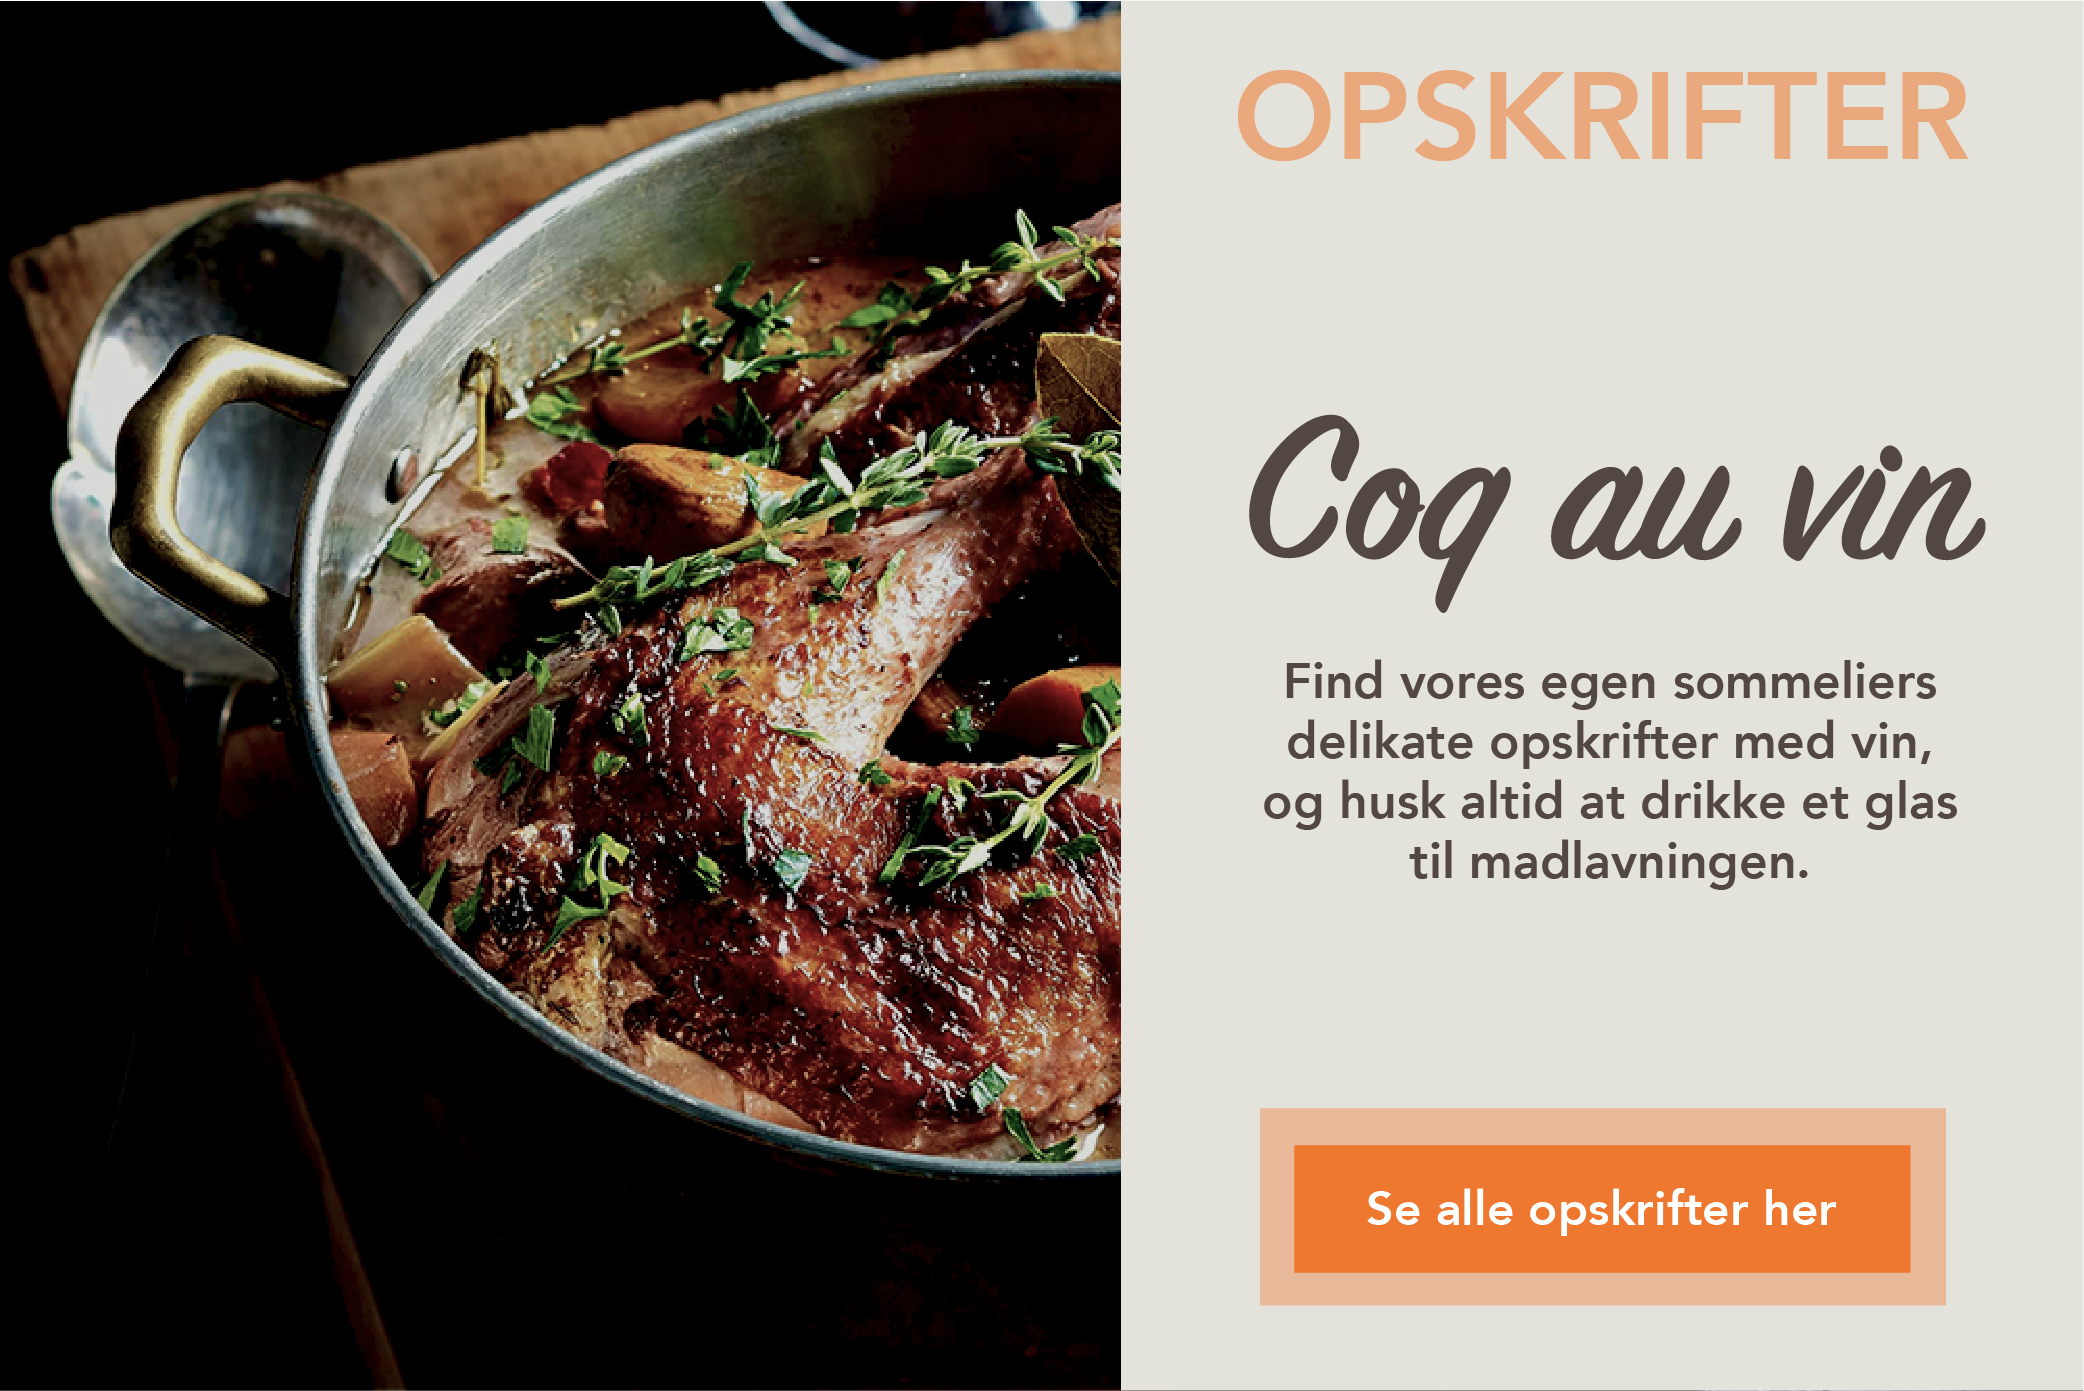 OPSKRIFTER
Coq au vin
Find vores egen sommeliers
delikate opskrifter med vin,
og husk altid at drikke et glas
til madlavningen.
Se alle opskrifter her